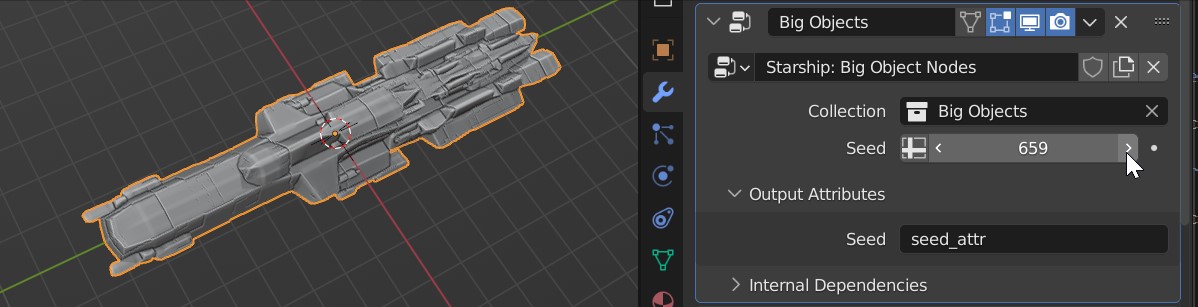 Big Objects
Starship: Big Object Nodes
Collection Big Objects
Seed 659
Output Attributes
Seed seed_attr
Internal Dependencies